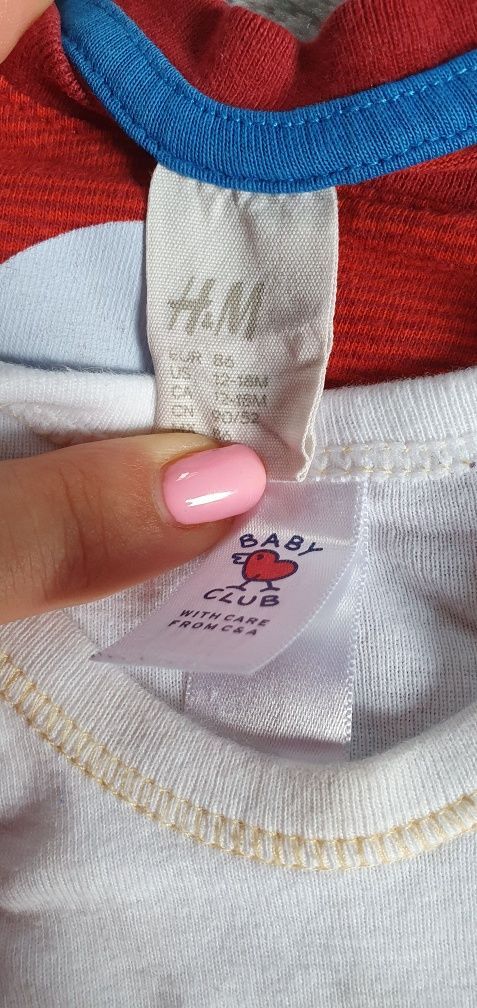 H&M
EUR 86
US 12-18M
CA 12-18M
CN 90/52
BABY
CLUB
WITH CARE
FROM C&A